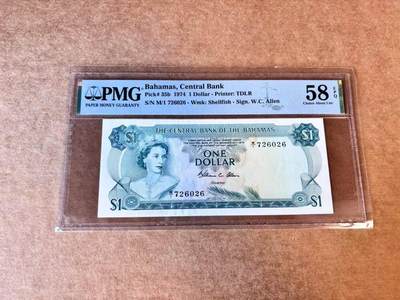 PMG
PAPER MONEY GUARANTY
Bahamas, Central Bank
Pick# 35b 1974 1 Dollar - Printer: TDLR
S/N M/1 726026 - Wmk: Shellfish - Sign. W.C. Allen
58 EPQ
Choice About Unc
THE CENTRAL BANK OF THE BAHAMAS
$1
$1
726026
ONE
DOLLAR
726026
Governor
$1
$1